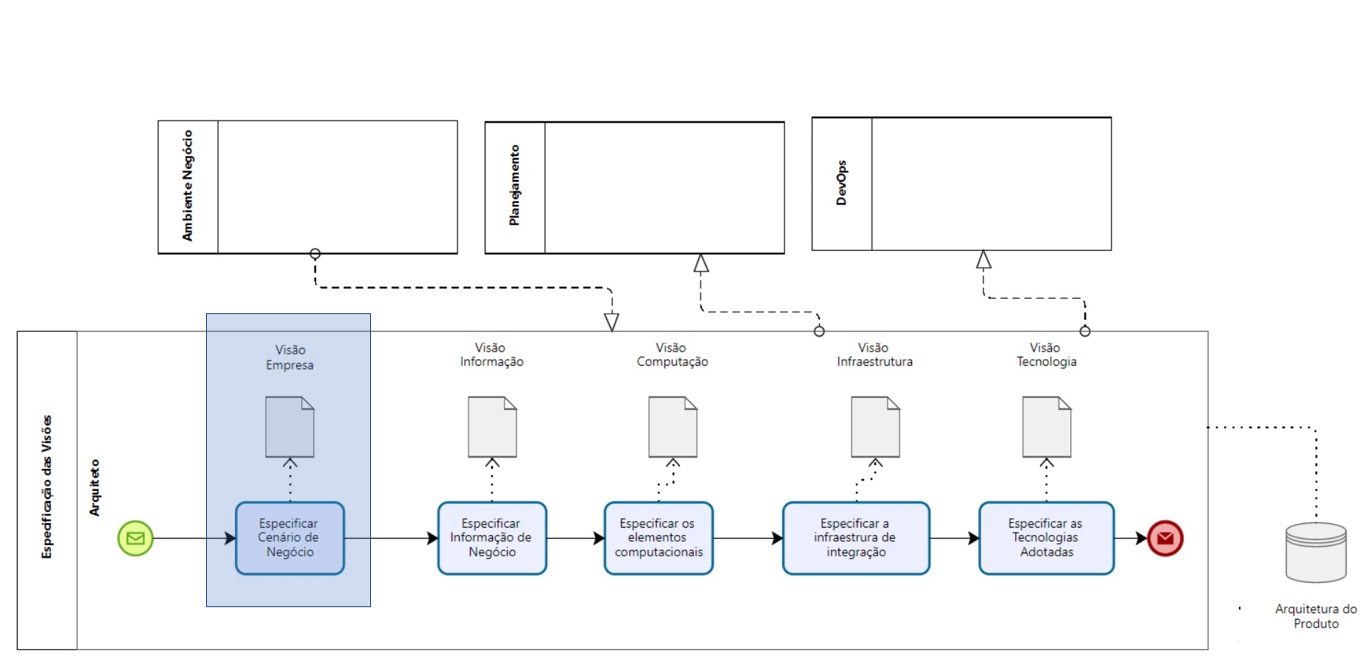 Ambiente Negócio
Planejamento
DevOps
Especificação das Visões
Arquiteto
Visão
Empresa
Visão
Informação
Visão
Computação
Visão
Infraestrutura
Visão
Tecnologia
Especificar
Cenário de
Negócio
Especificar
Informação de
Negócio
Especificar os
elementos
computacionais
Especificar a
infraestrura de
integração
Especificar as
Tecnologias
Adotadas
Arquitetura do
Produto